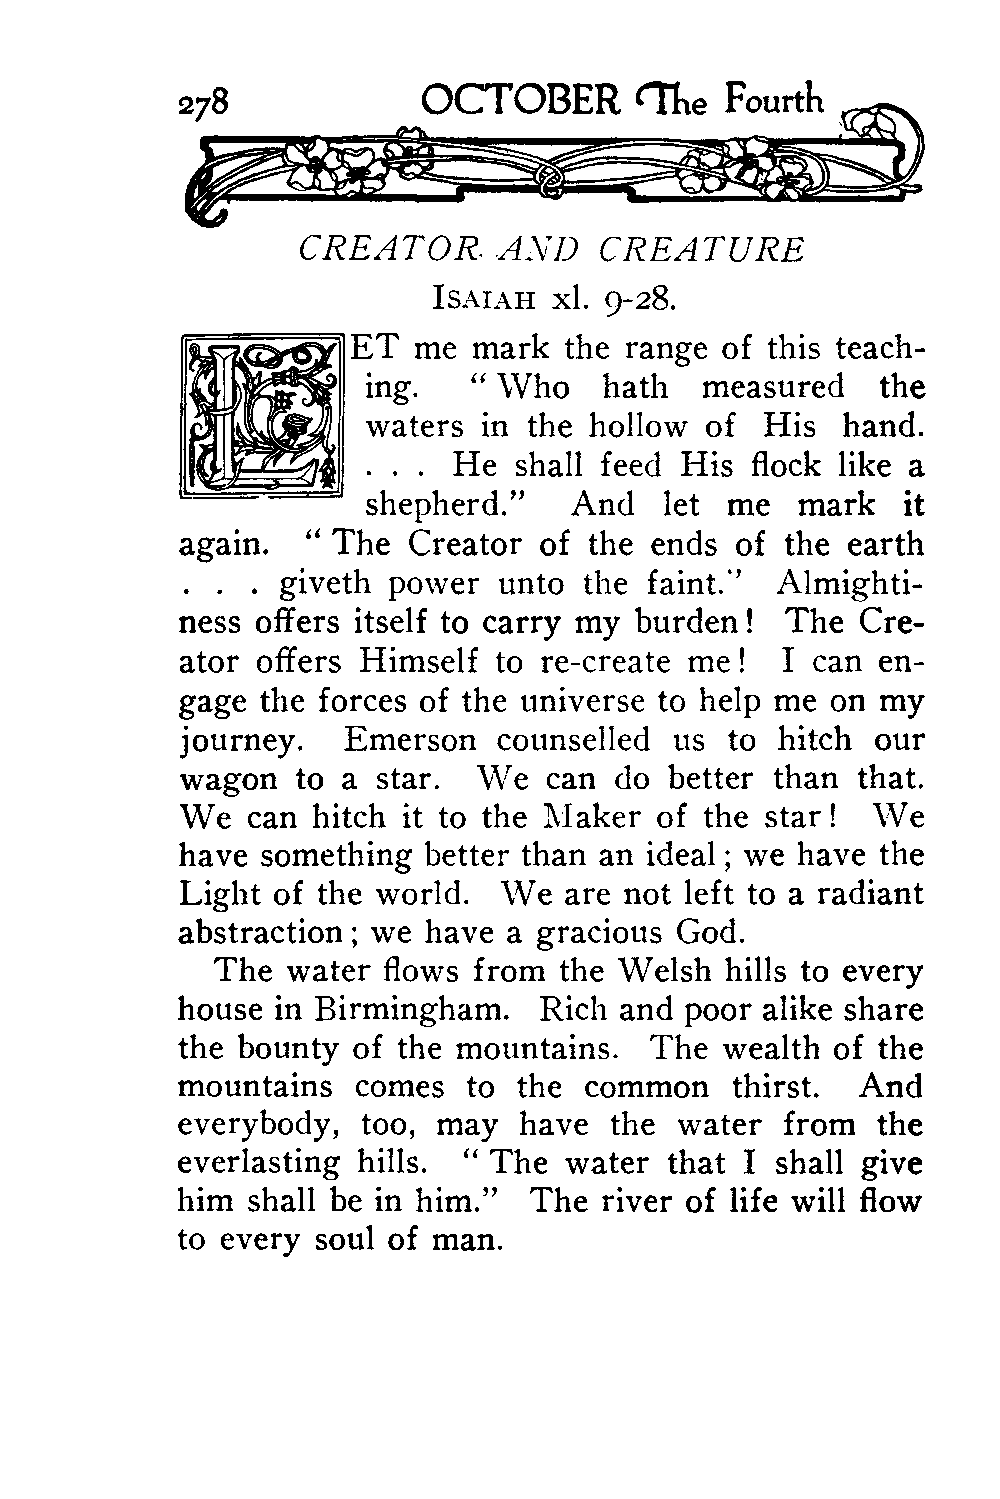 278 OCTOBER The Fourth
CREATOR AND CREATURE
ISAIAH xl. 9-28.
LET me mark the range of this teach-
ing. "Who hath measured the
waters in the hollow of His hand.
. . . He shall feed His flock like a
shepherd." And let me mark it
again. "The Creator of the ends of the earth
. . . giveth power unto the faint." Almighti-
ness offers itself to carry my burden! The Cre-
ator offers Himself to re-create me! I can en-
gage the forces of the universe to help me on my
journey. Emerson counselled us to hitch our
wagon to a star. We can do better than that.
We can hitch it to the Maker of the star! We
have something better than an ideal; we have the
Light of the world. We are not left to a radiant
abstraction; we have a gracious God.
The water flows from the Welsh hills to every
house in Birmingham. Rich and poor alike share
the bounty of the mountains. The wealth of the
mountains comes to the common thirst. And
everybody, too, may have the water from the
everlasting hills. "The water that I shall give
him shall be in him." The river of life will flow
to every soul of man.